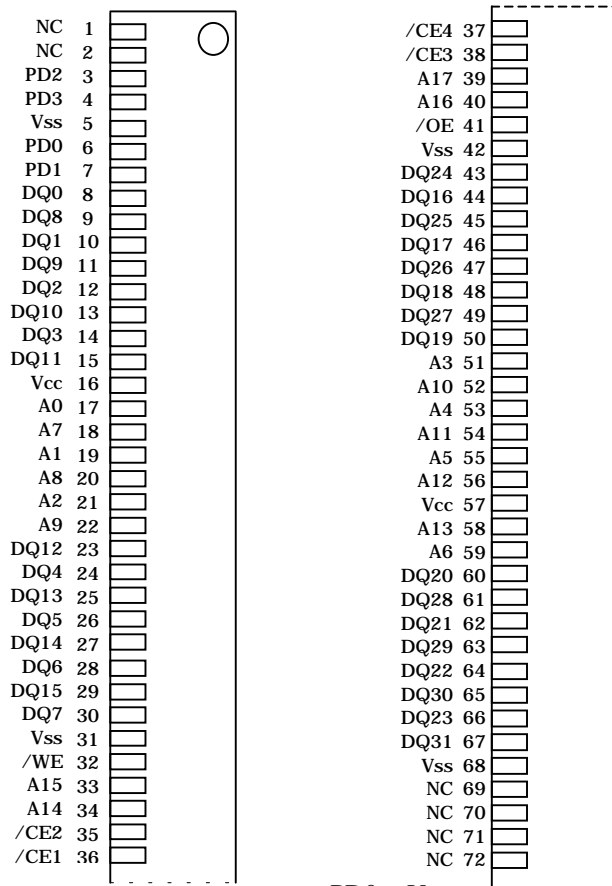 NC 1
NC 2
PD2 3
PD3 4
Vss 5
PD0 6
PD1 7
DQ0 8
DQ8 9
DQ1 10
DQ9 11
DQ2 12
DQ10 13
DQ3 14
DQ11 15
Vcc 16
A0 17
A7 18
A1 19
A8 20
A2 21
A9 22
DQ12 23
DQ4 24
DQ13 25
DQ5 26
DQ14 27
DQ6 28
DQ15 29
DQ7 30
Vss 31
/WE 32
A15 33
A14 34
/CE2 35
/CE1 36
/CE4 37
/CE3 38
A17 39
A16 40
/OE 41
Vss 42
DQ24 43
DQ16 44
DQ25 45
DQ17 46
DQ26 47
DQ18 48
DQ27 49
DQ19 50
A3 51
A10 52
A4 53
A11 54
A5 55
A12 56
Vcc 57
A13 58
A6 59
DQ20 60
DQ28 61
DQ21 62
DQ29 63
DQ22 64
DQ30 65
DQ23 66
DQ31 67
Vss 68
NC 69
NC 70
NC 71
NC 72